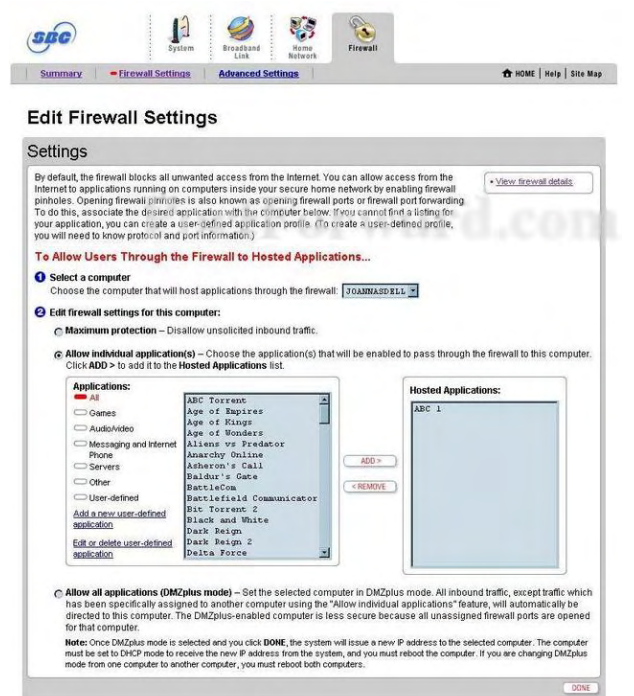 SBC
System
Broadband
Link
Home
Network
Firewall
Summary
Firewall Settings
Advanced Settings
HOME | Help | Site Map
Edit Firewall Settings
Settings
By default, the firewall blocks all unwanted access from the Internet. You can allow access from the
Internet to applications running on computers inside your secure home network by enabling firewall
pinholes. Opening firewall pinholes is also known as opening firewall ports or firewall port forwarding.
To do this, associate the desired application with the computer below. If you cannot find a listing for
your application, you can create a user-defined application profile. (To create a user-defined profile,
you will need to know protocol and port information.)
• View firewall details
To Allow Users Through the Firewall to Hosted Applications...
1 Select a computer
Choose the computer that will host applications through the firewall: JOANNASDELL
2 Edit firewall settings for this computer:
Maximum protection – Disallow unsolicited inbound traffic.
Allow individual application(s) – Choose the application(s) that will be enabled to pass through the firewall to this computer.
Click ADD > to add it to the Hosted Applications list.
Applications:
All
Games
Audio/video
Messaging and Internet
Phone
Servers
Other
User-defined
Add a new user-defined
application
Edit or delete user-defined
application
ABC Torrent
Age of Empires
Age of Kings
Age of Wonders
Aliens vs Predator
Anarchy Online
Asheron's Call
Baldur's Gate
BattleCom
Battlefield Communicator
Bit Torrent 2
Black and White
Dark Reign
Dark Reign 2
Delta Force
ADD >
< REMOVE
Hosted Applications:
ABC 1
Allow all applications (DMZplus mode) – Set the selected computer in DMZplus mode. All inbound traffic, except traffic which
has been specifically assigned to another computer using the "Allow individual applications" feature, will automatically be
directed to this computer. The DMZplus-enabled computer is less secure because all unassigned firewall ports are opened
for that computer.
Note: Once DMZplus mode is selected and you click DONE, the system will issue a new IP address to the selected computer. The computer
must be set to DHCP mode to receive the new IP address from the system, and you must reboot the computer. If you are changing DMZplus
mode from one computer to another computer, you must reboot both computers.
DONE